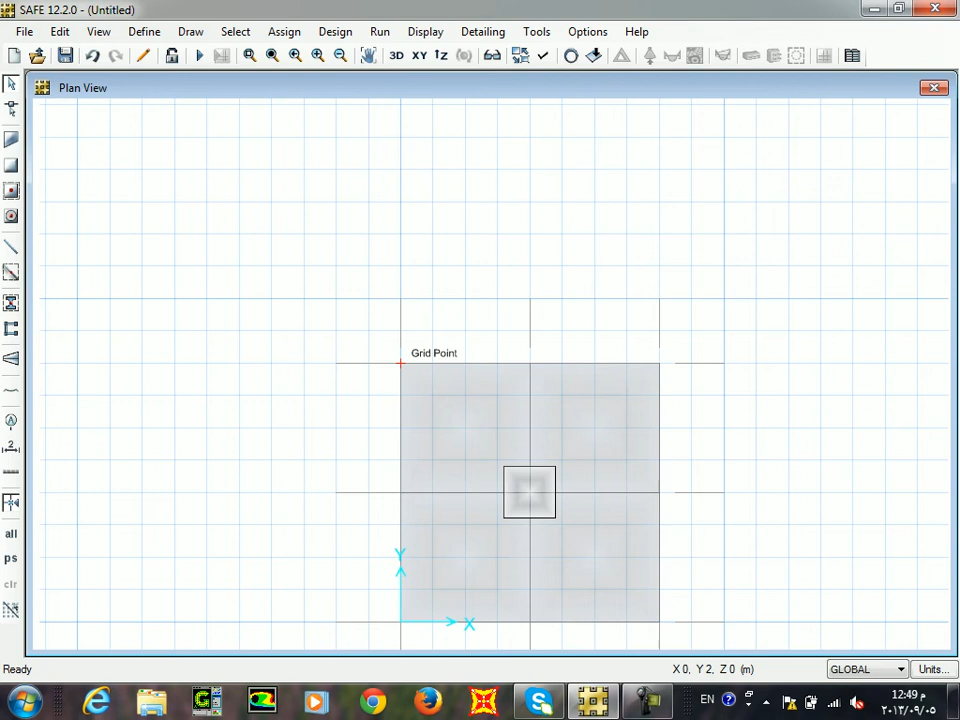 SAFE 12.2.0 - (Untitled)
File Edit View Define Draw Select Assign Design Run Display Detailing Tools Options Help
3D XY
Plan View
Grid Point
2
all
ps
clr
Y
X
Ready
X 0, Y 2, Z 0 (m)
GLOBAL
Units...
EN
12:49 م
٢٠١٣/٠٩/٠٥